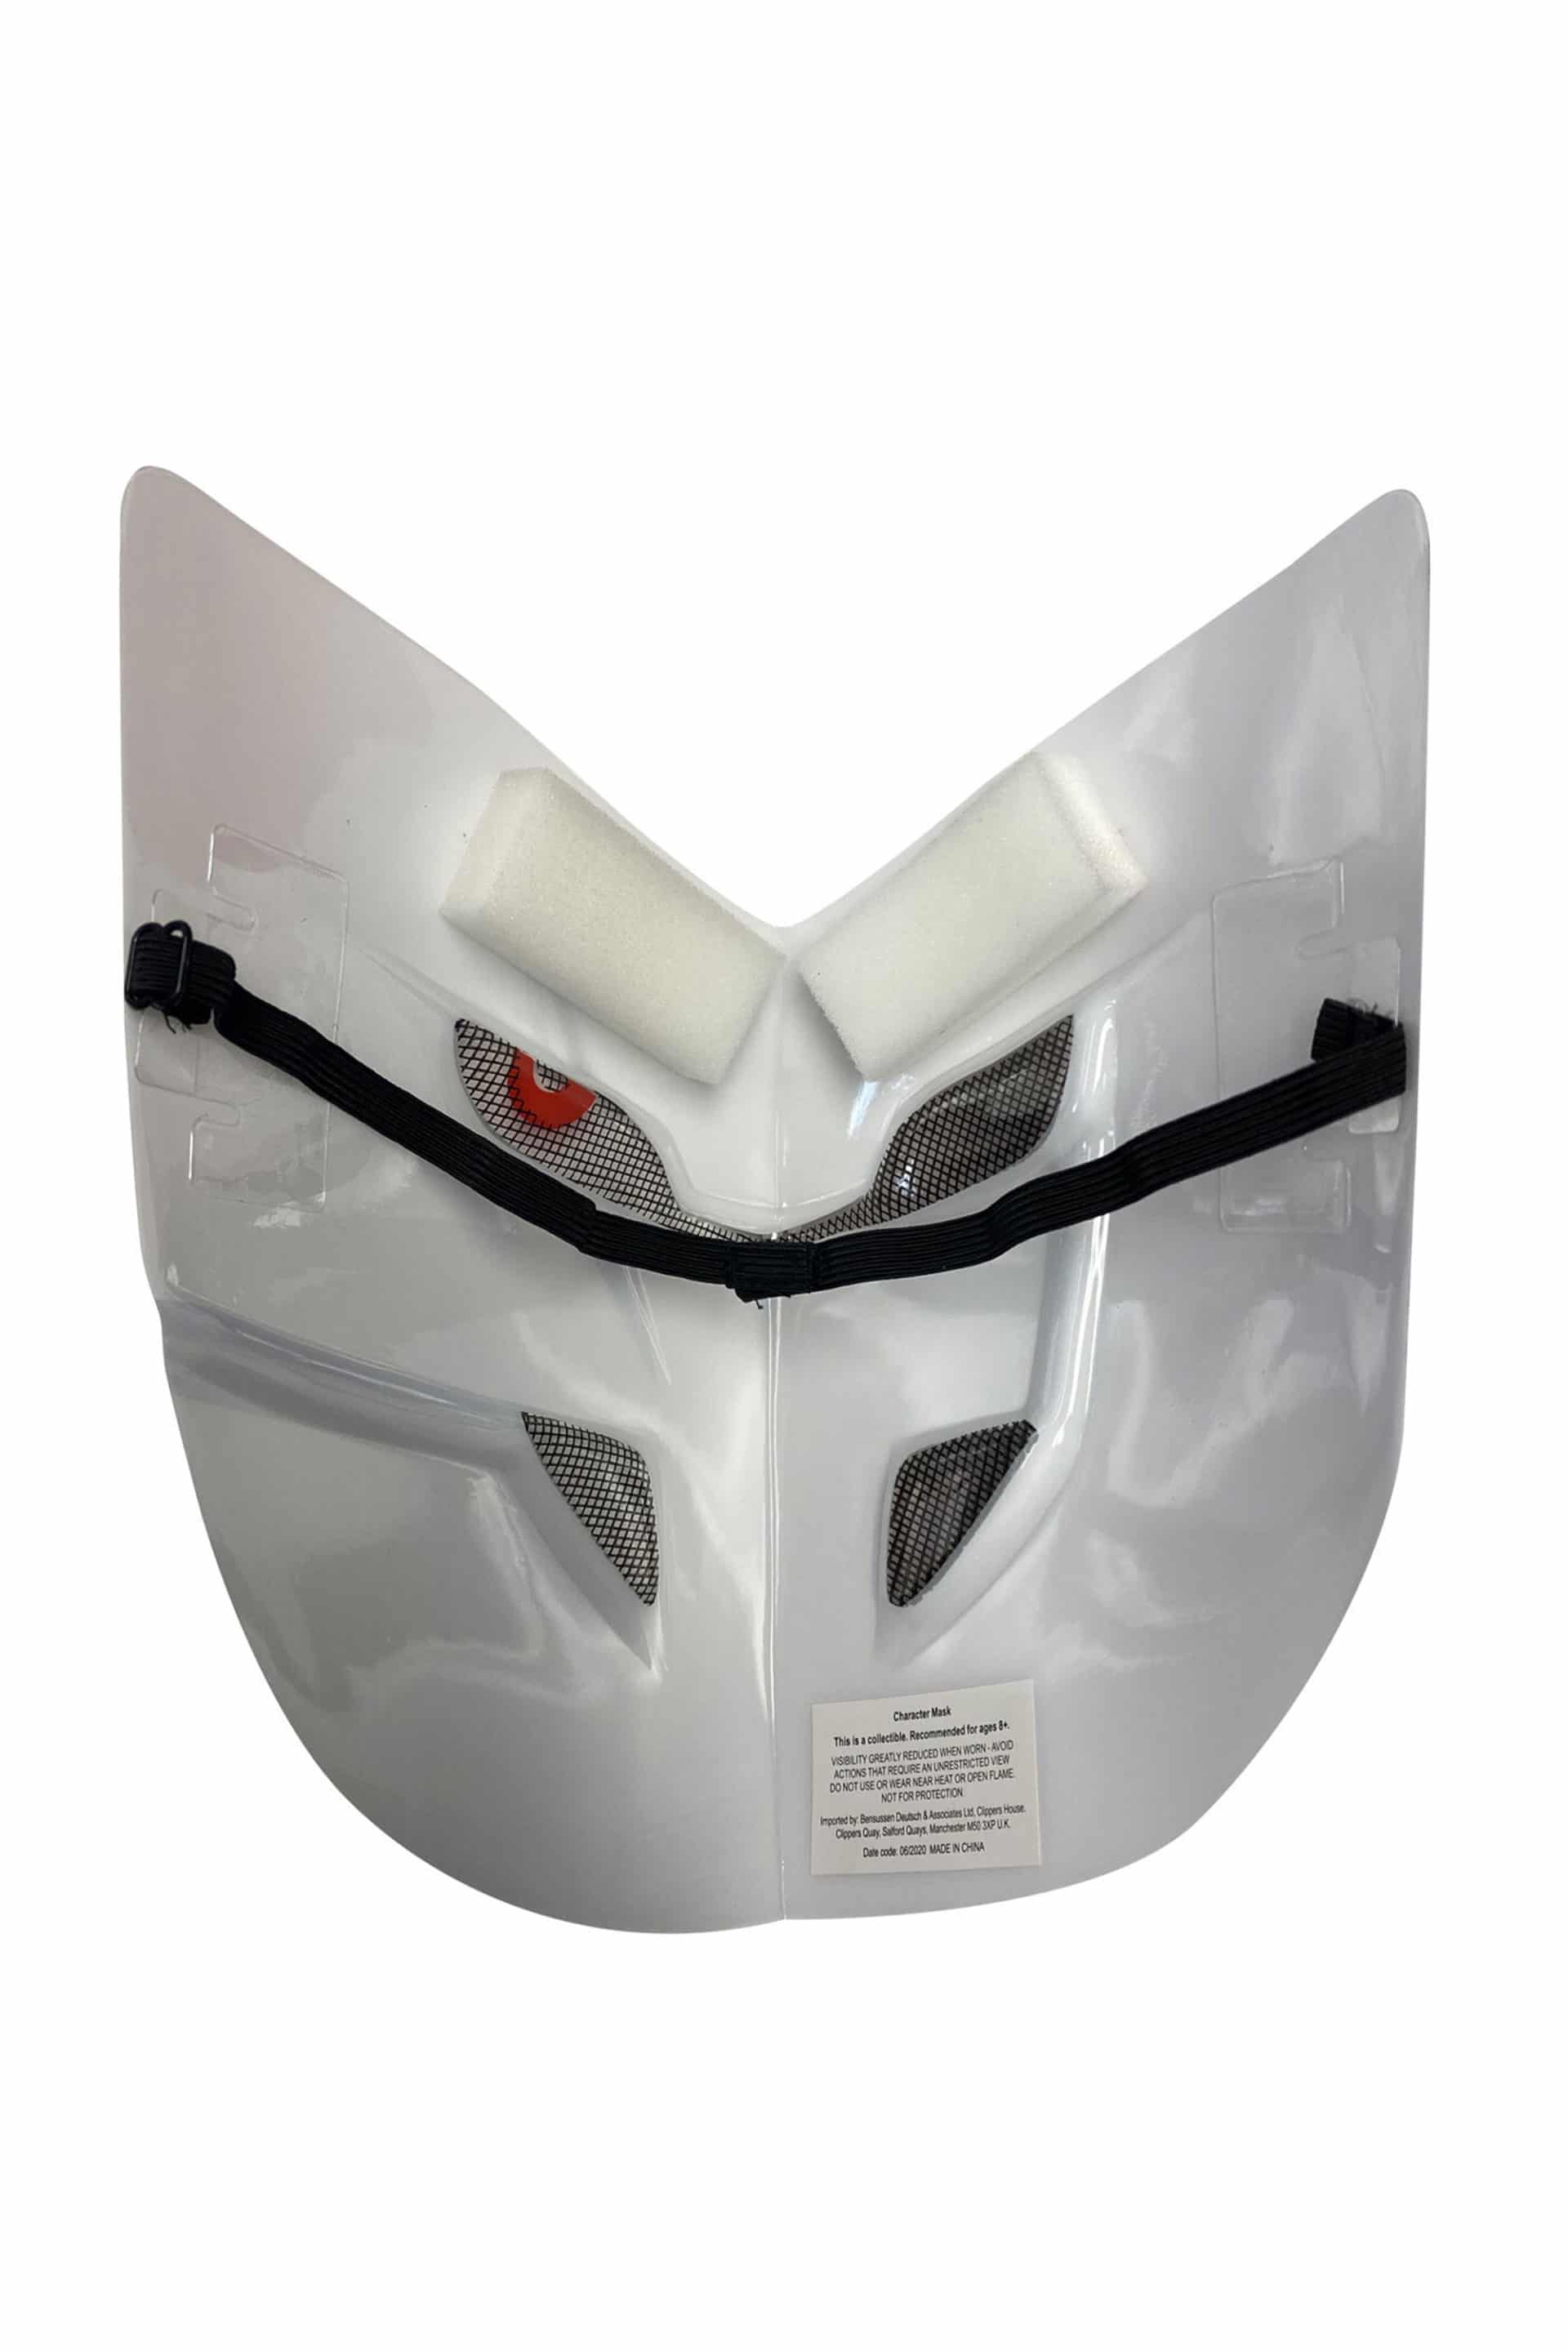 Character Mask
This is a collectible. Recommended for ages 8+.
VISIBILITY GREATLY REDUCED WHEN WORN - AVOID
ACTIONS THAT REQUIRE AN UNRESTRICTED VIEW
DO NOT USE OR WEAR NEAR HEAT OR OPEN FLAME.
NOT FOR PROTECTION.
Imported by: Bensussen Deutsch & Associates Ltd, Clippers House,
Clippers Quay, Salford Quays, Manchester M50 3XP U.K.
Date code: 06/2020 MADE IN CHINA